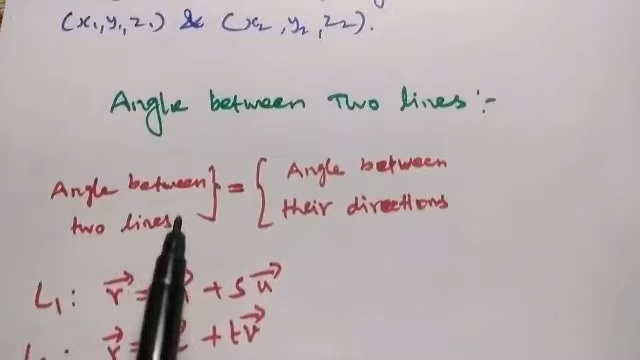 (x₁,y₁,z₁) & (x₂,y₂,z₂).
Angle between Two lines:-
Angle between two lines } = { Angle between their directions
L₁: r⃗ = + s u⃗
r⃗ = + t v⃗